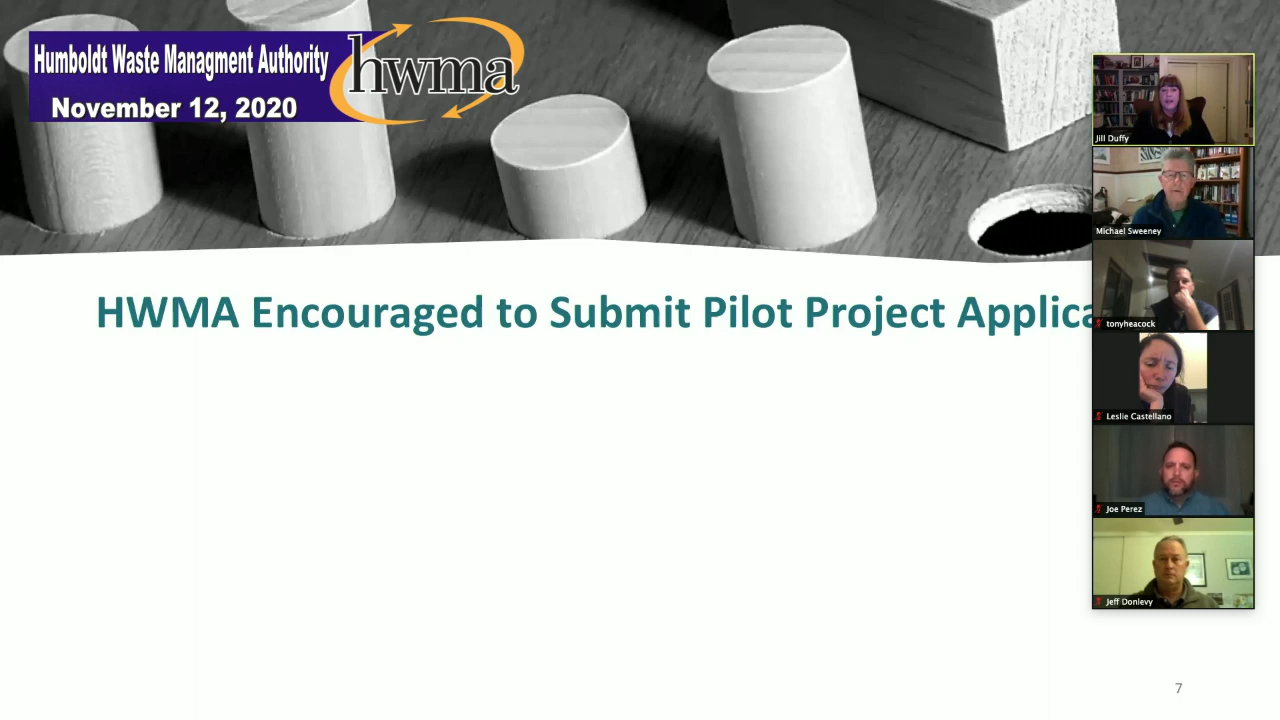 Humboldt Waste Managment Authority
November 12, 2020
hwma
HWMA Encouraged to Submit Pilot Project
Jill Duffy
Michael Sweeney
tonyheacock
Leslie Castellano
Joe Perez
Jeff Donlevy
7